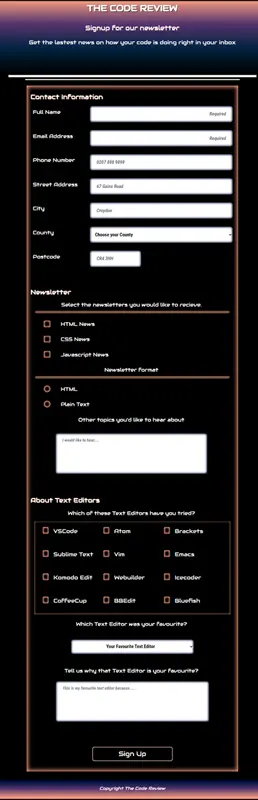 THE CODE REVIEW
Signup for our newsletter
Get the lastest news on how your code is doing right in your inbox
Contact Information
Full Name
Required
Email Address
Required
Phone Number
0207 888 9898
Street Address
67 Gains Road
City
Croydon
County
Choose your County
Postcode
CR4 3HH
Newsletter
Select the newsletters you would like to recieve.
HTML News
CSS News
Javascript News
Newsletter format
HTML
Plain Text
Other topics you'd like to hear about
I would like to hear....
About Text Editors
Which of these Text Editors have you tried?
VSCode Atom Brackets
Sublime Text Vim Emacs
Komodo Edit Webuilder Icecoder
CoffeeCup BBEdit Bluefish
Which Text Editor was your favourite?
Your Favourite Text Editor
Tell us why that Text Editor is your favourite?
This is my favourite text editor because....
Sign Up
Copyright The Code Review